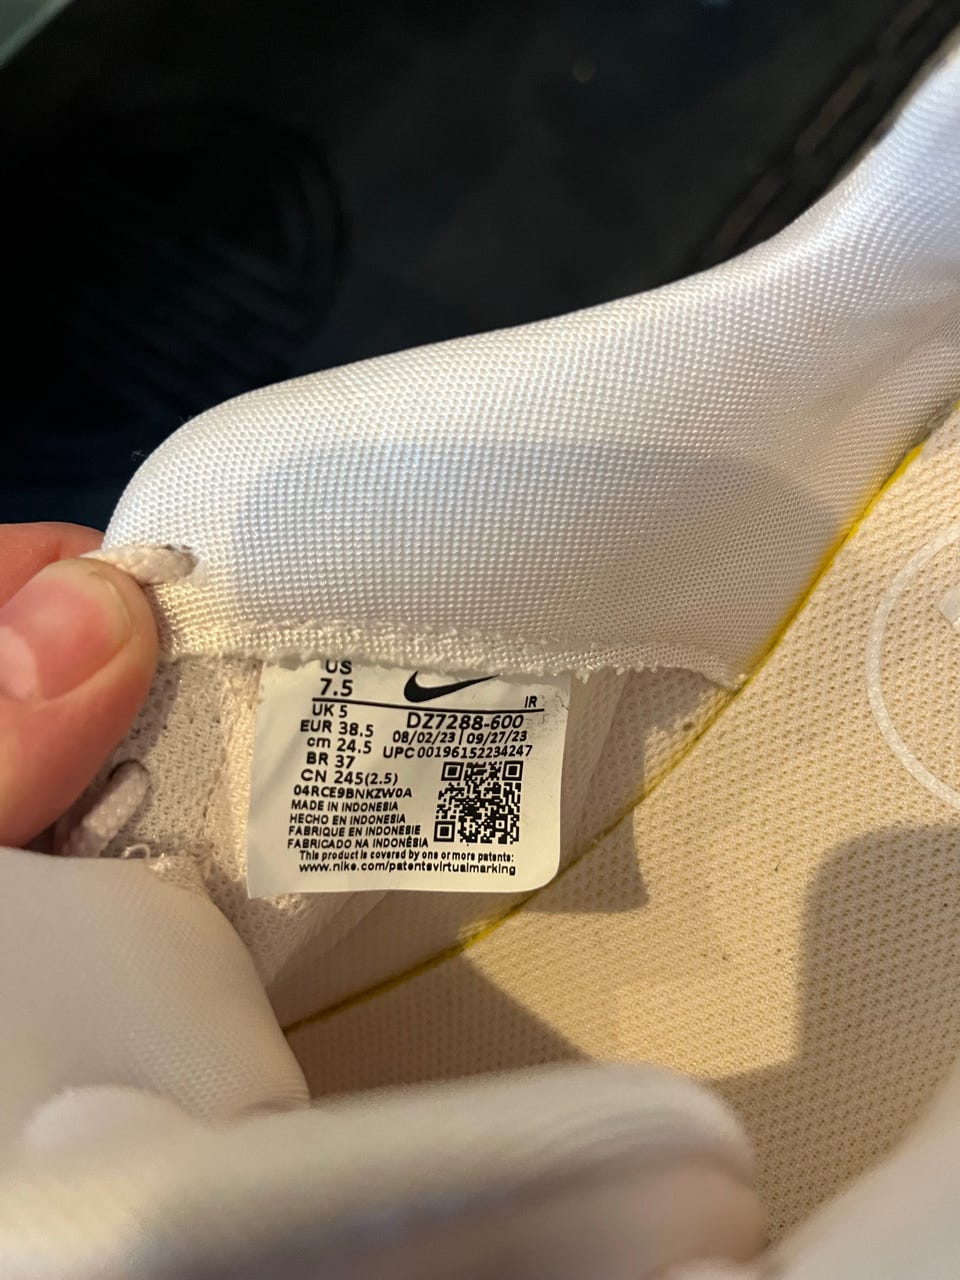 US
7.5
UK 5
EUR 38.5
cm 24.5
BR 37
CN 245(2.5)
IR
DZ7288-600
08/02/23 | 09/27/23
UPC 00196152234247
04RCE9BNKZW0A
MADE IN INDONESIA
HECHO EN INDONESIA
FABRIQUE EN INDONESIE
FABRICADO NA INDONÉSIA
This product is covered by one or more patents:
www.nike.com/patentsvirtualmarking